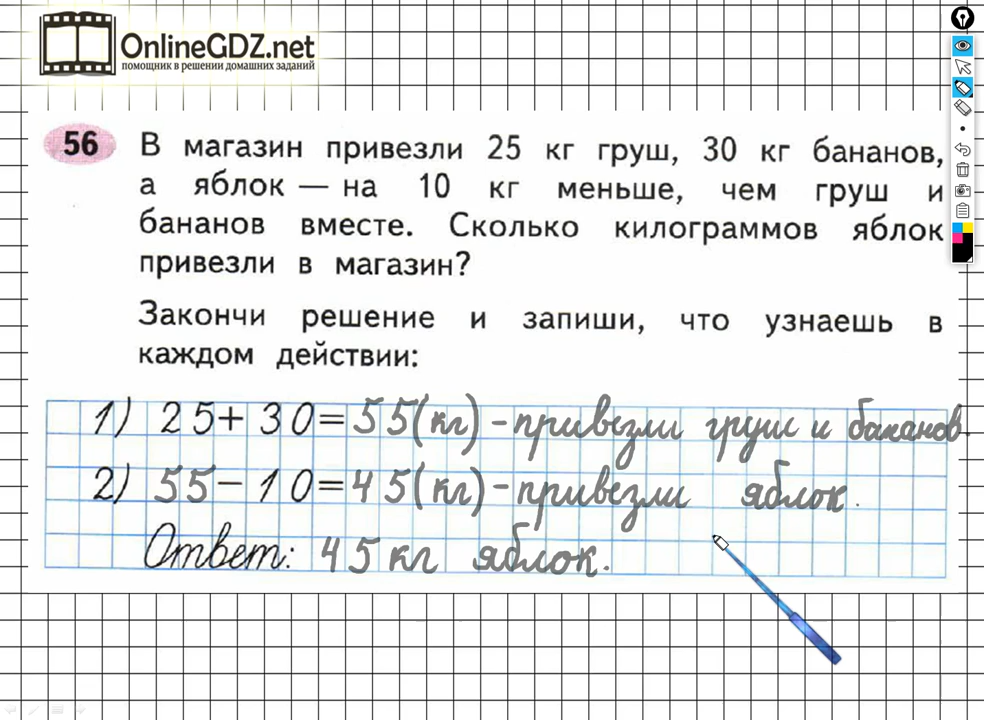 OnlineGDZ.net
помощник в решении домашних заданий
56 В магазин привезли 25 кг груш, 30 кг бананов,
а яблок — на 10 кг меньше, чем груш и
бананов вместе. Сколько килограммов яблок
привезли в магазин?
Закончи решение и запиши, что узнаешь в
каждом действии:
1) 25+30=55(кг)-привезли груш и бананов.
2) 55-10=45(кг)-привезли яблок.
Ответ: 45 кг яблок.